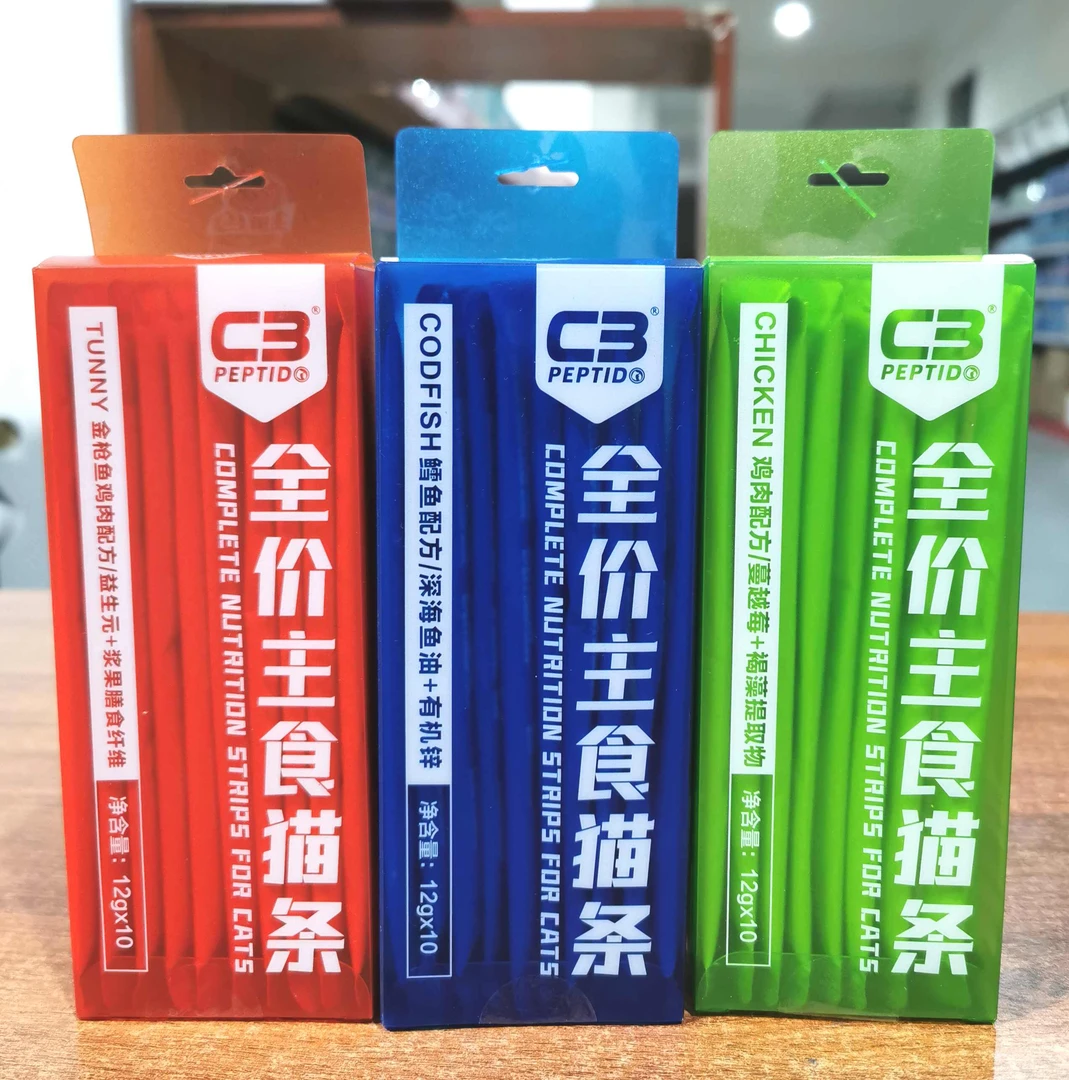 C3®
PEPTIDO
全价主食猫条
COMPLETE NUTRITION STRIPS FOR CATS
TUNNY 金枪鱼鸡肉配方/益生元+浆果膳食纤维
净含量：12gx10
C3®
PEPTIDO
全价主食猫条
COMPLETE NUTRITION STRIPS FOR CATS
CODFISH 鳕鱼配方/深海鱼油+有机锌
净含量：12gx10
C3®
PEPTIDO
全价主食猫条
COMPLETE NUTRITION STRIPS FOR CATS
CHICKEN 鸡肉配方/蔓越莓+褐藻提取物
净含量：12gx10